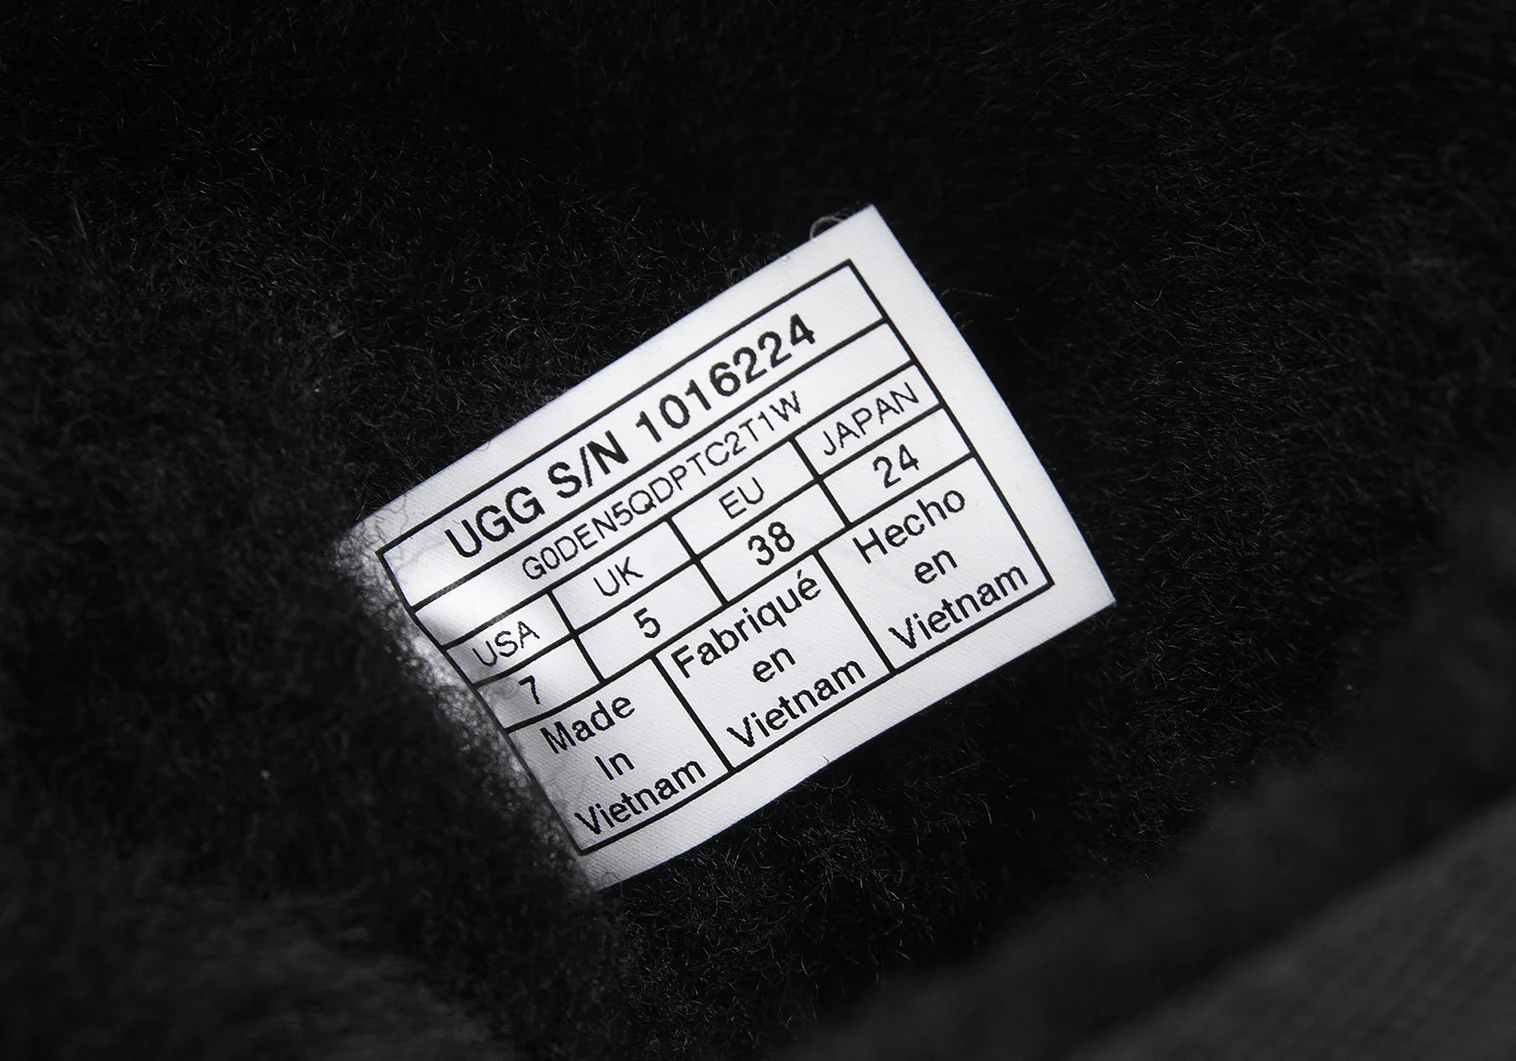 UGG S/N 1016224
G0DEN5QDPTC2T1W
USA UK EU JAPAN
7 5 38 24
Made
In
Vietnam
Fabriqué
en
Vietnam
Hecho
en
Vietnam